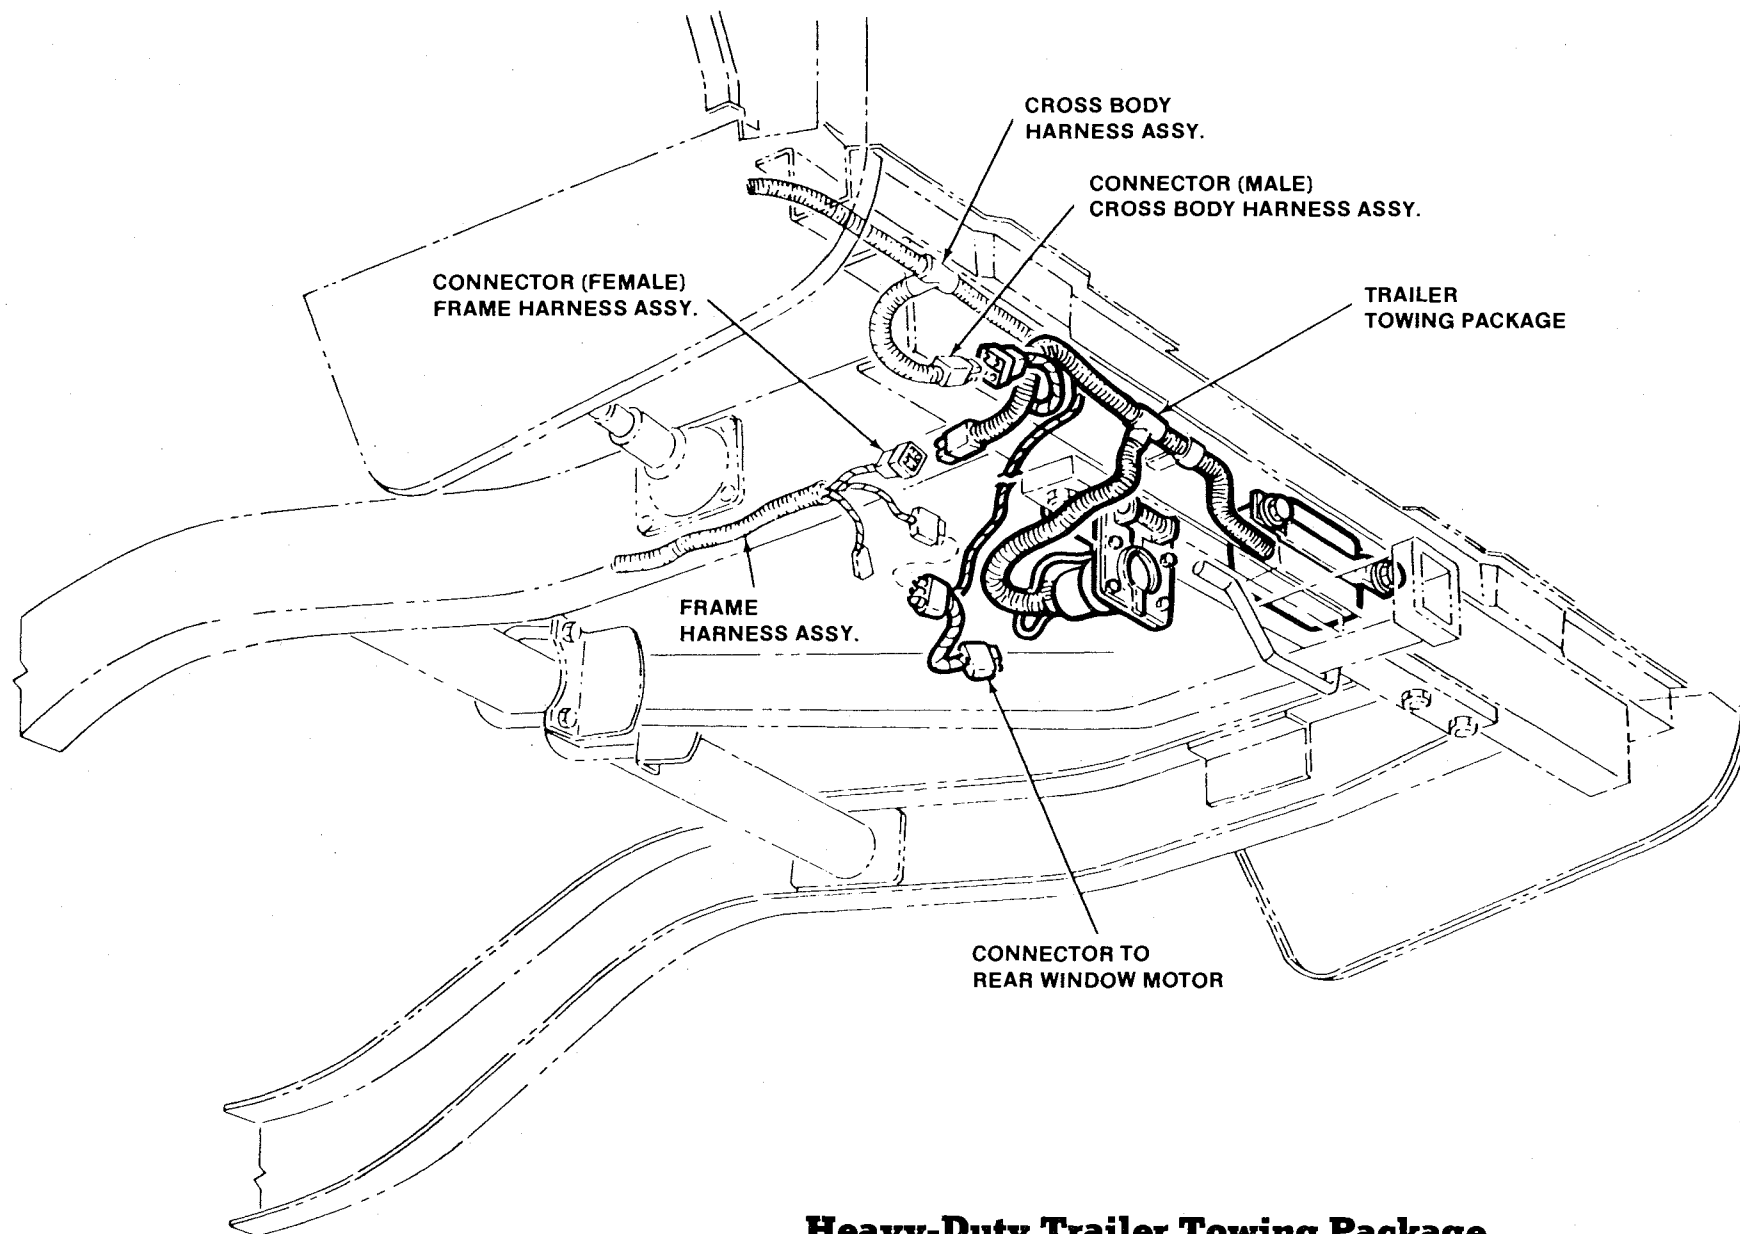 CROSS BODY
HARNESS ASSY.
CONNECTOR (MALE)
CROSS BODY HARNESS ASSY.
CONNECTOR (FEMALE)
FRAME HARNESS ASSY.
TRAILER
TOWING PACKAGE
FRAME
HARNESS ASSY.
CONNECTOR TO
REAR WINDOW MOTOR
Heavy-Duty Trailer Towing Package